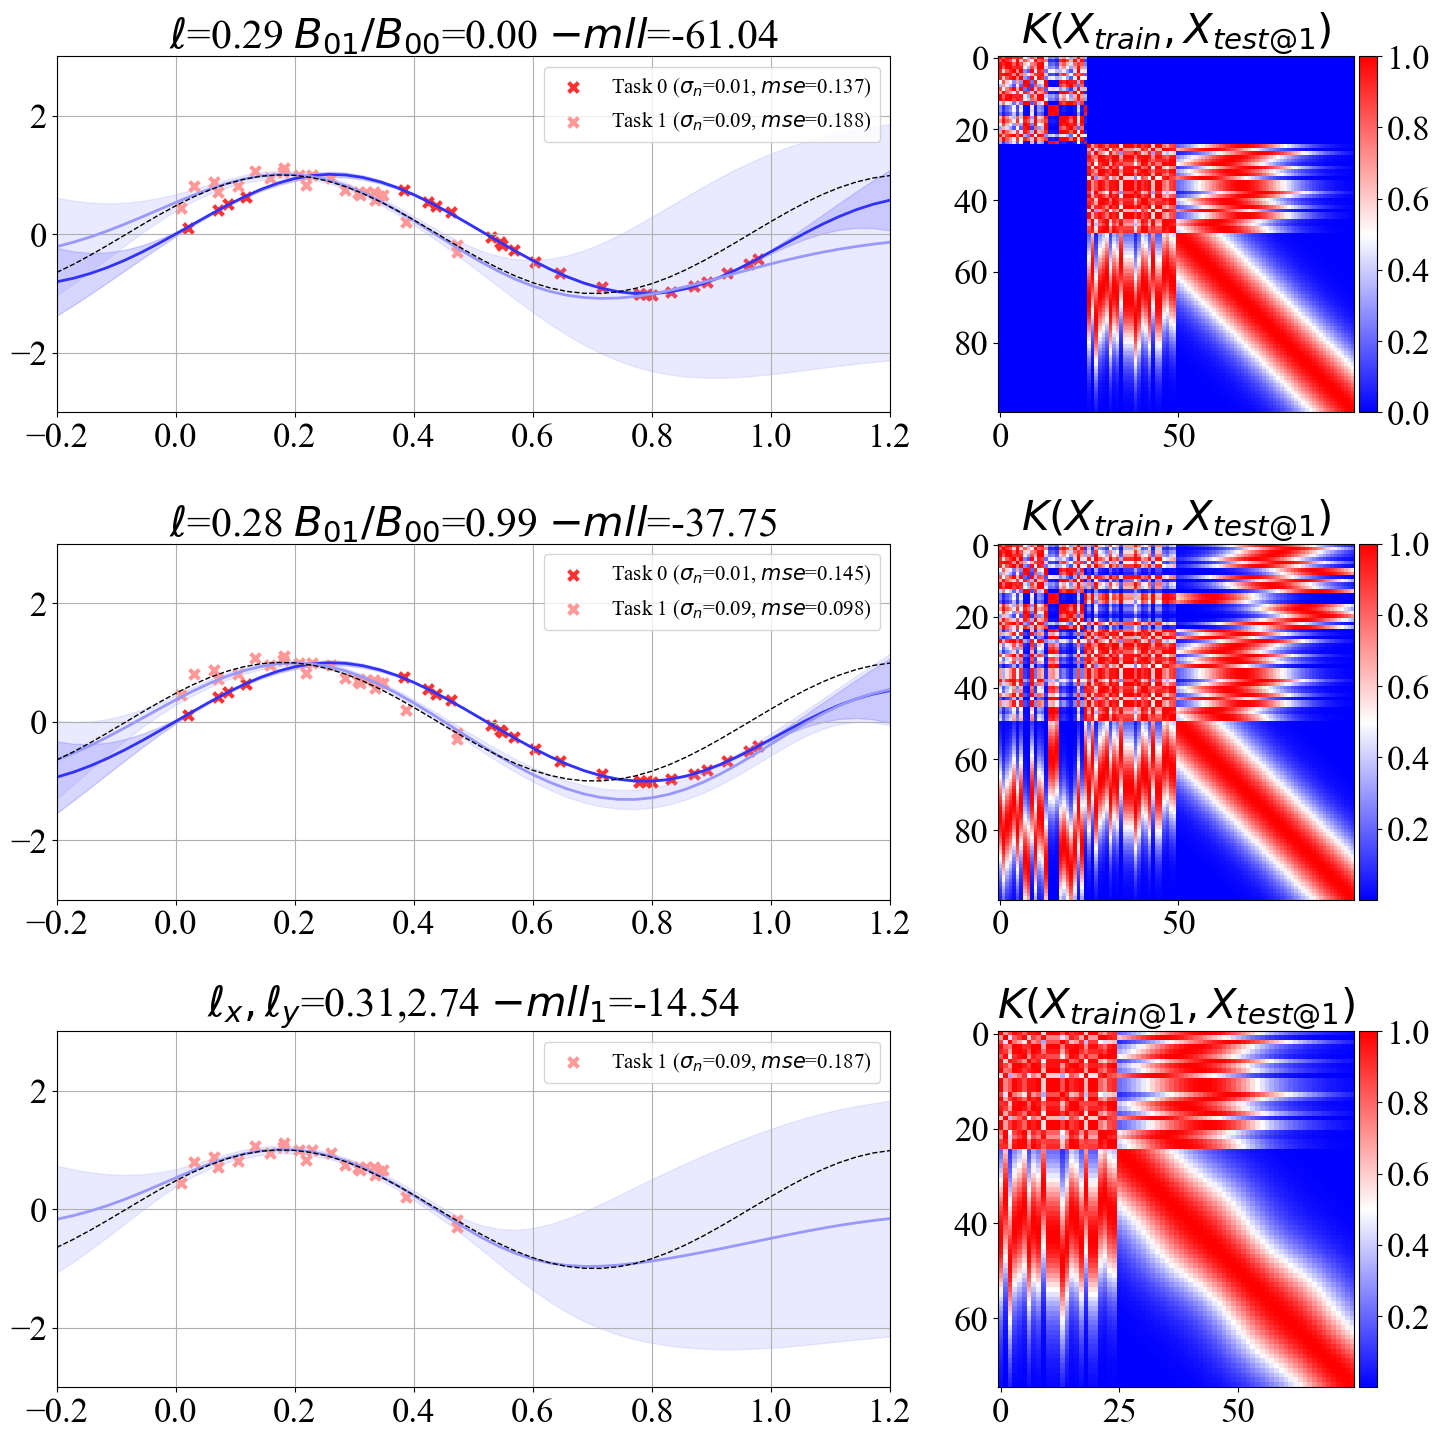 ℓ=0.29 B₀₁/B₀₀=0.00 −mll=-61.04
K(X_train, X_test@1)
Task 0 (σₙ=0.01, mse=0.137)
Task 1 (σₙ=0.09, mse=0.188)
2
0
−2
−0.2 0.0 0.2 0.4 0.6 0.8 1.0 1.2
0
20
40
60
80
0 50
1.0
0.8
0.6
0.4
0.2
0.0
ℓ=0.28 B₀₁/B₀₀=0.99 −mll=-37.75
K(X_train, X_test@1)
Task 0 (σₙ=0.01, mse=0.145)
Task 1 (σₙ=0.09, mse=0.098)
2
0
−2
−0.2 0.0 0.2 0.4 0.6 0.8 1.0 1.2
0
20
40
60
80
0 50
1.0
0.8
0.6
0.4
0.2
ℓₓ, ℓ_y=0.31,2.74 −mll₁=-14.54
K(X_train@1, X_test@1)
Task 1 (σₙ=0.09, mse=0.187)
2
0
−2
−0.2 0.0 0.2 0.4 0.6 0.8 1.0 1.2
0
20
40
60
0 25 50
1.0
0.8
0.6
0.4
0.2